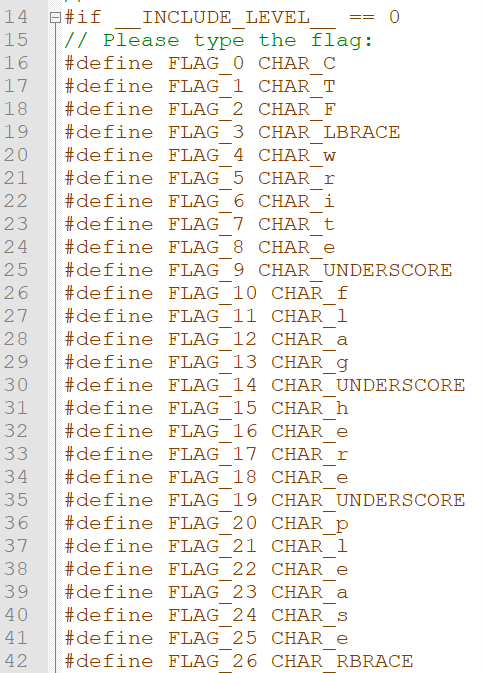 14 #if __INCLUDE_LEVEL__ == 0
15 // Please type the flag:
16 #define FLAG_0 CHAR_C
17 #define FLAG_1 CHAR_T
18 #define FLAG_2 CHAR_F
19 #define FLAG_3 CHAR_LBRACE
20 #define FLAG_4 CHAR_w
21 #define FLAG_5 CHAR_r
22 #define FLAG_6 CHAR_i
23 #define FLAG_7 CHAR_t
24 #define FLAG_8 CHAR_e
25 #define FLAG_9 CHAR_UNDERSCORE
26 #define FLAG_10 CHAR_f
27 #define FLAG_11 CHAR_l
28 #define FLAG_12 CHAR_a
29 #define FLAG_13 CHAR_g
30 #define FLAG_14 CHAR_UNDERSCORE
31 #define FLAG_15 CHAR_h
32 #define FLAG_16 CHAR_e
33 #define FLAG_17 CHAR_r
34 #define FLAG_18 CHAR_e
35 #define FLAG_19 CHAR_UNDERSCORE
36 #define FLAG_20 CHAR_p
37 #define FLAG_21 CHAR_l
38 #define FLAG_22 CHAR_e
39 #define FLAG_23 CHAR_a
40 #define FLAG_24 CHAR_s
41 #define FLAG_25 CHAR_e
42 #define FLAG_26 CHAR_RBRACE